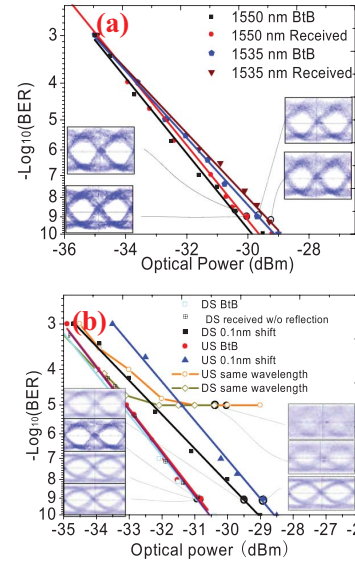 (a)
1550 nm BtB
1550 nm Received
1535 nm BtB
1535 nm Received
-Log10(BER)
3
4
5
6
7
8
9
10
-36
-34
-32
-30
-28
-26
Optical Power (dBm)
(b)
DS BtB
DS received w/o reflection
DS 0.1nm shift
US BtB
US 0.1nm shift
US same wavelength
DS same wavelength
-Log10(BER)
3
4
5
6
7
8
9
10
-35
-34
-33
-32
-31
-30
-29
-28
-27
Optical power (dBm)